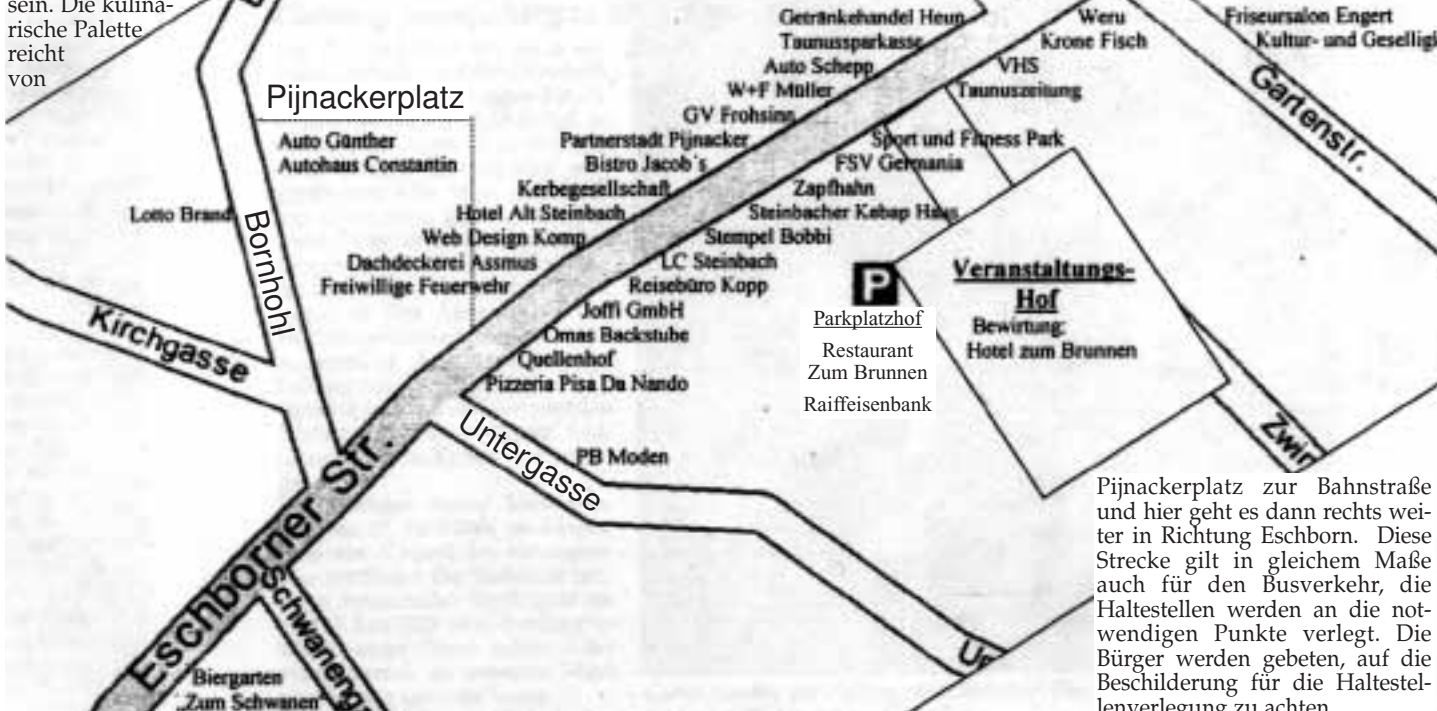 sein. Die kulina-
rische Palette
reicht
von
Getränkehandel Heun
Taunussparkasse
Auto Schepp
W+F Müller
GV Frohsinn
Partnerstadt Pijnacker
Bistro Jacob´s
Kerbegesellschaft
Hotel Alt Steinbach
Web Design Komp
Dachdeckerei Assmus
Freiwillige Feuerwehr
Weru
Krone Fisch
VHS
Taunuszeitung
Friseursalon Engert
Kultur- und
Gartenstr.
Pijnackerplatz
Auto Günther
Autohaus Constantin
Lotto Brand
Bornhohl
Kirchgasse
Sport und Fitness Park
FSV Germania
Zapfhahn
Steinbacher Kebap Haus
Stempel Bobbi
LC Steinbach
Reisebüro Kopp
Joffi GmbH
Omas Backstube
Quellenhof
Pizzeria Pisa Da Nando
P
Parkplatzhof
Restaurant
Zum Brunnen
Raiffeisenbank
Veranstaltungs-
Hof
Bewirtung:
Hotel zum Brunnen
Untergasse
PB Moden
Eschborner Str.
Biergarten
"Zum Schwanen"
Pijnackerplatz zur Bahnstraße
und hier geht es dann rechts wei-
ter in Richtung Eschborn. Diese
Strecke gilt in gleichem Maße
auch für den Busverkehr, die
Haltestellen werden an die not-
wendigen Punkte verlegt. Die
Bürger werden gebeten, auf die
Beschilderung für die Haltestel-
lenverlegung zu achten